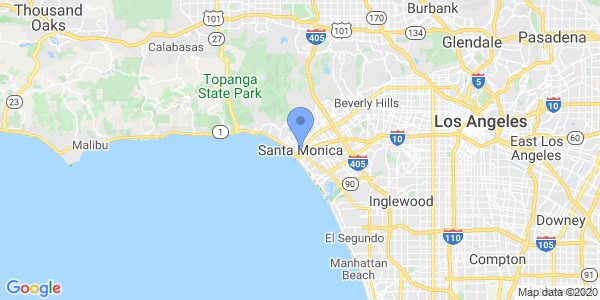 Thousand
Oaks
101
Calabasas
27
101
405
101
170
Burbank
134
Glendale
Pasadena
5
Topanga
State Park
23
Malibu
1
Beverly Hills
Los Angeles
10
10
60
East Los
Angeles
Santa Monica
405
90
Inglewood
Downey
El Segundo
110
105
Manhattan
Beach
Compton
91
Google
Map data ©2020